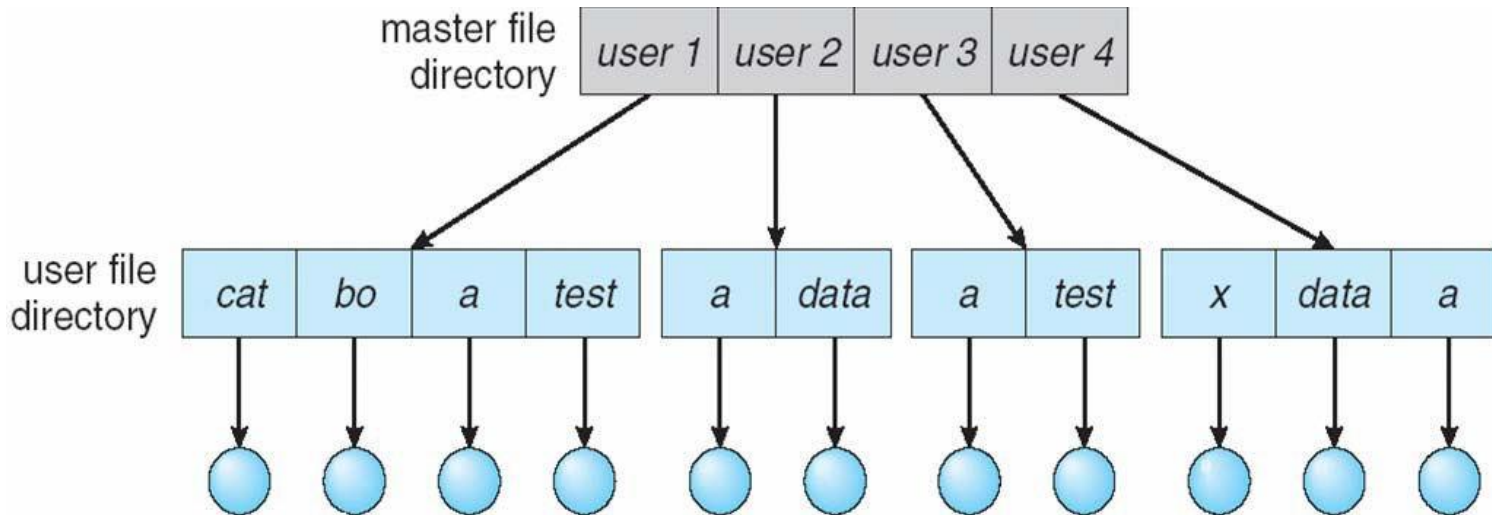 master file
directory
user 1 user 2 user 3 user 4
user file
directory
cat bo a test a data a test x data a